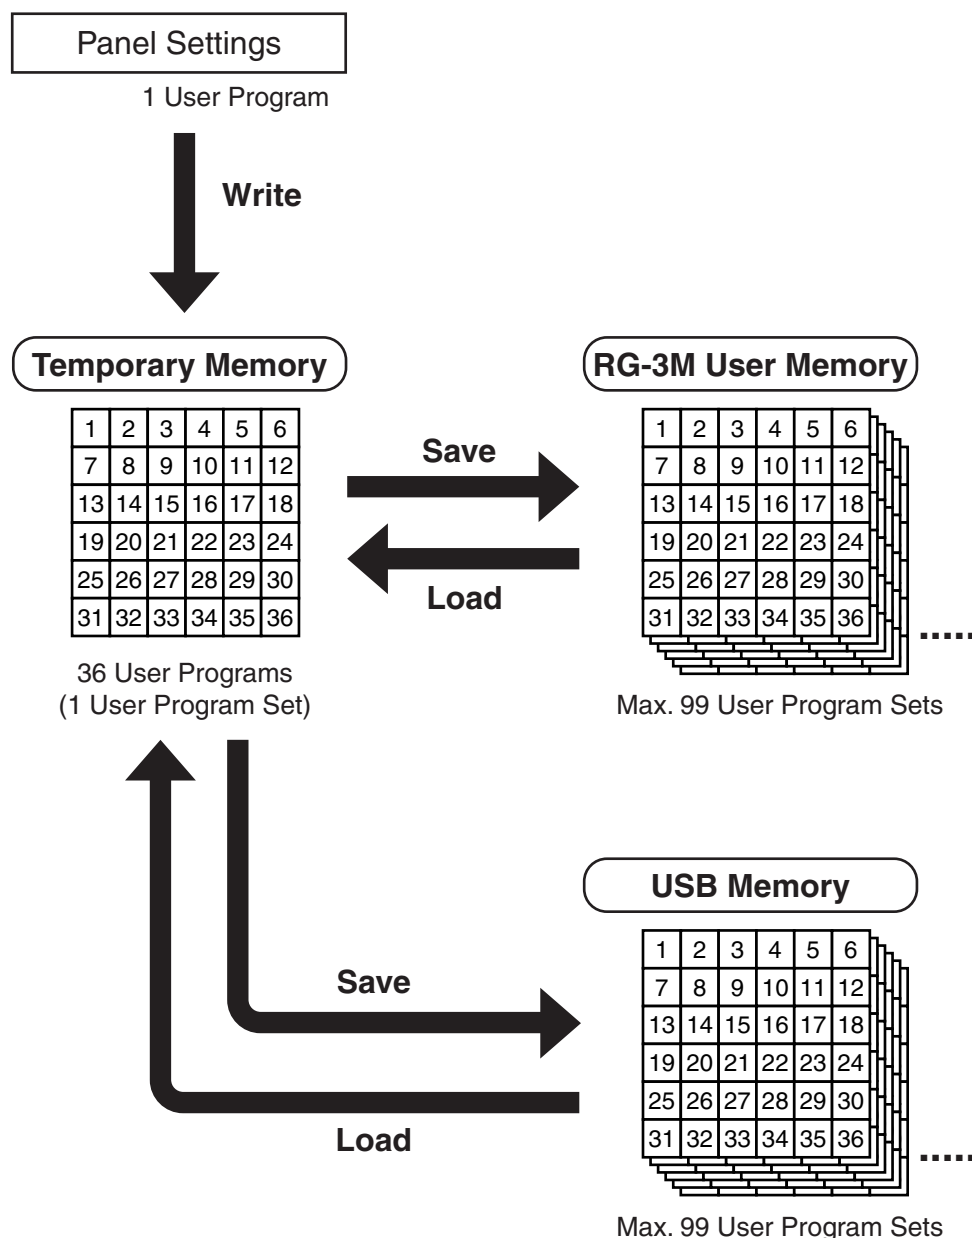 Panel Settings
1 User Program
Write
Temporary Memory
1 2 3 4 5 6
7 8 9 10 11 12
13 14 15 16 17 18
19 20 21 22 23 24
25 26 27 28 29 30
31 32 33 34 35 36
36 User Programs
(1 User Program Set)
Save
Load
RG-3M User Memory
1 2 3 4 5 6
7 8 9 10 11 12
13 14 15 16 17 18
19 20 21 22 23 24
25 26 27 28 29 30
31 32 33 34 35 36
Max. 99 User Program Sets
Save
Load
USB Memory
1 2 3 4 5 6
7 8 9 10 11 12
13 14 15 16 17 18
19 20 21 22 23 24
25 26 27 28 29 30
31 32 33 34 35 36
Max. 99 User Program Sets